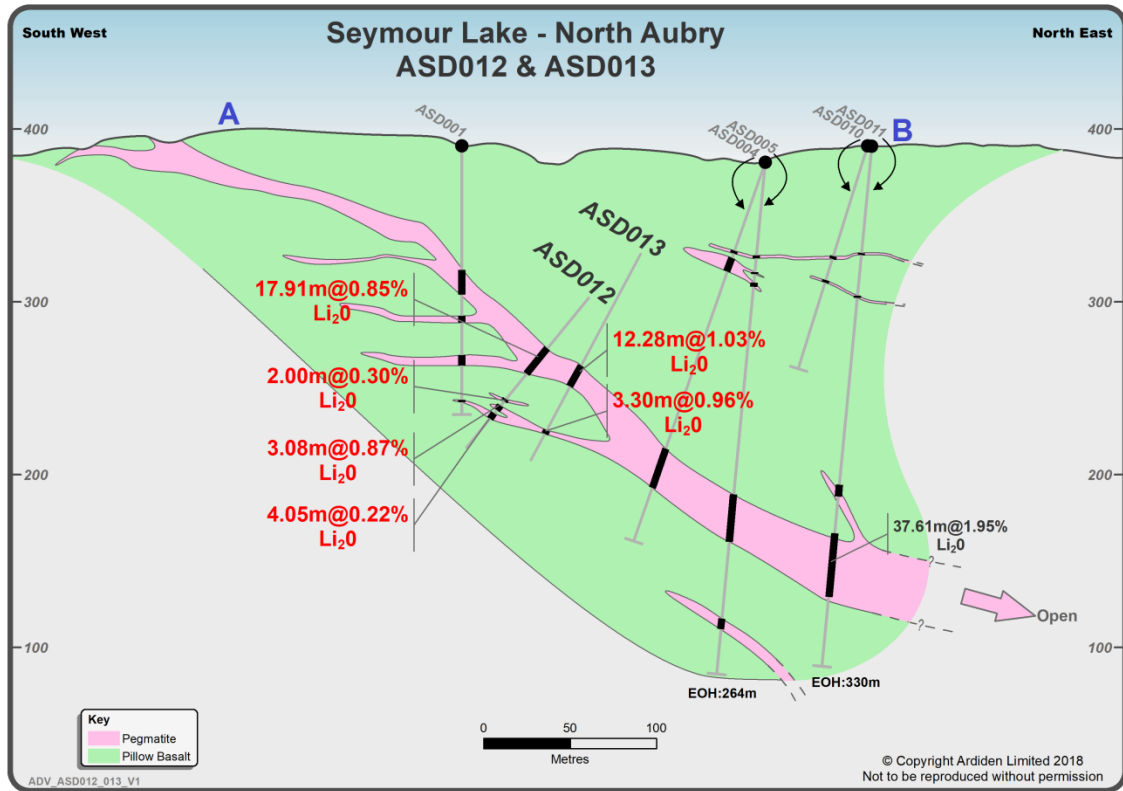 South West
Seymour Lake - North Aubry
ASD012 & ASD013
North East
A
B
ASD001
ASD005
ASD004
ASD011
ASD010
400
400
300
300
200
200
100
100
ASD013
ASD012
17.91m@0.85%
Li₂0
2.00m@0.30%
Li₂0
3.08m@0.87%
Li₂0
4.05m@0.22%
Li₂0
12.28m@1.03%
Li₂0
3.30m@0.96%
Li₂0
37.61m@1.95%
Li₂0
?
?
Open
EOH:264m
EOH:330m
Key
Pegmatite
Pillow Basalt
0 50 100
Metres
ADV_ASD012_013_V1
© Copyright Ardiden Limited 2018
Not to be reproduced without permission